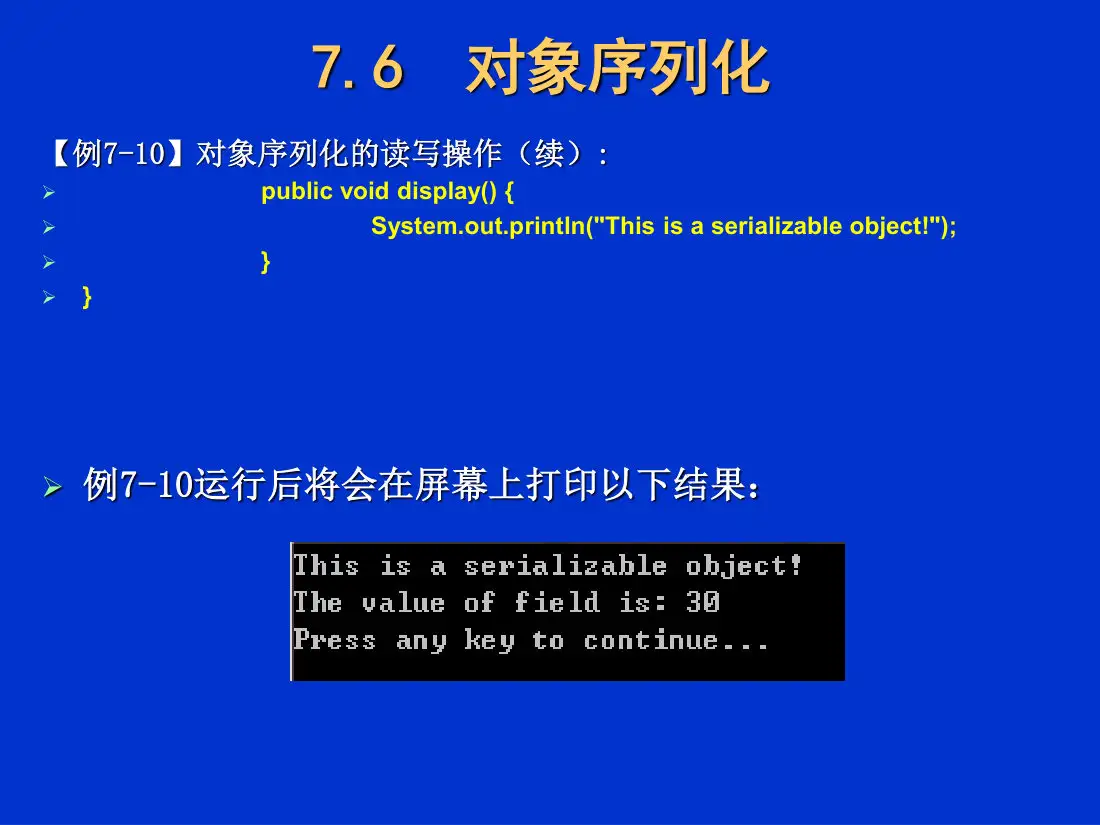 7.6 对象序列化
【例7-10】对象序列化的读写操作（续）:
public void display() {
System.out.println("This is a serializable object!");
}
}
例7-10运行后将会在屏幕上打印以下结果：
This is a serializable object!
The value of field is: 30
Press any key to continue...